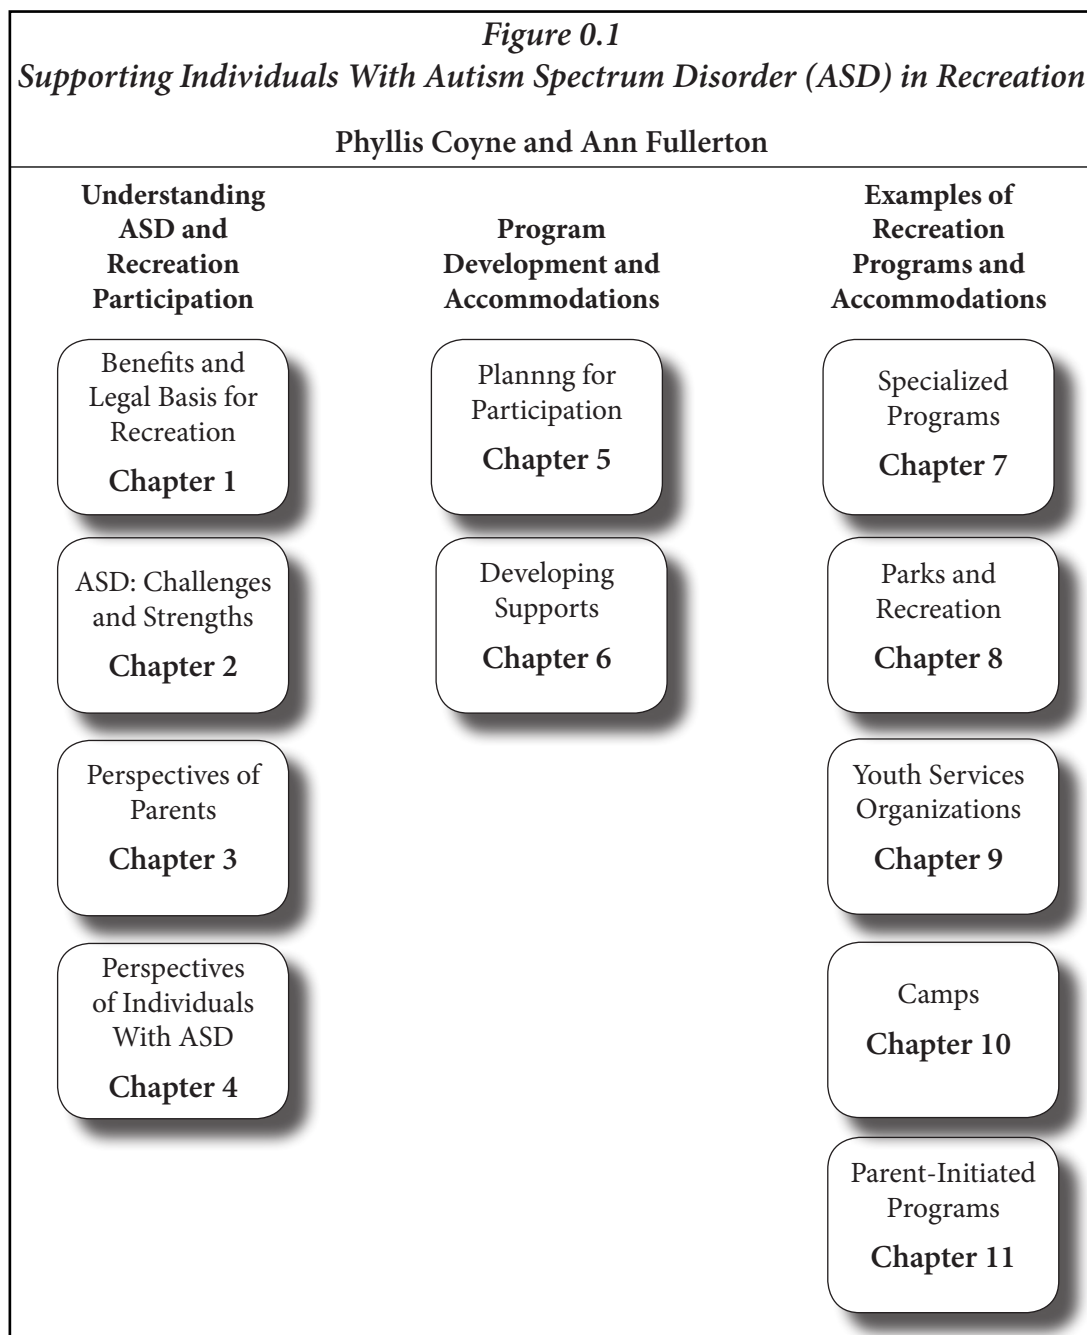 Figure 0.1
Supporting Individuals With Autism Spectrum Disorder (ASD) in Recreation
Phyllis Coyne and Ann Fullerton
Understanding
ASD and
Recreation
Participation
Benefits and
Legal Basis for
Recreation
Chapter 1
ASD: Challenges
and Strengths
Chapter 2
Perspectives of
Parents
Chapter 3
Perspectives
of Individuals
With ASD
Chapter 4
Program
Development and
Accommodations
Plannng for
Participation
Chapter 5
Developing
Supports
Chapter 6
Examples of
Recreation
Programs and
Accommodations
Specialized
Programs
Chapter 7
Parks and
Recreation
Chapter 8
Youth Services
Organizations
Chapter 9
Camps
Chapter 10
Parent-Initiated
Programs
Chapter 11